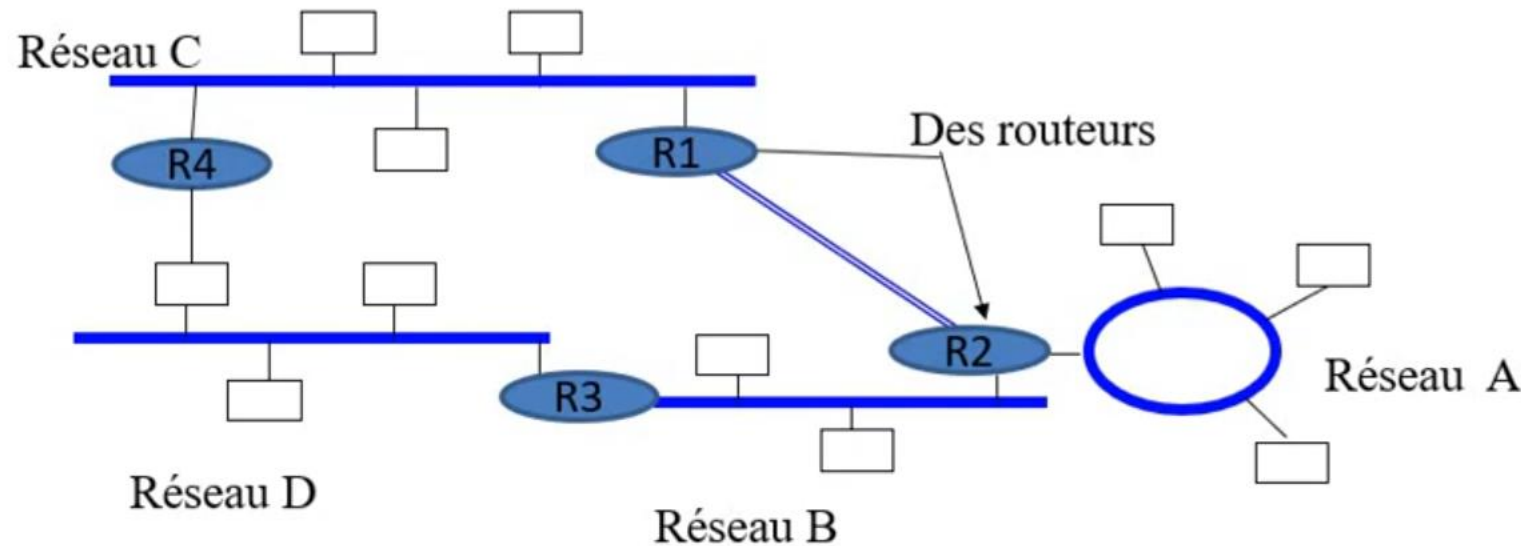 Réseau C
Des routeurs
R4
R1
R2
Réseau A
R3
Réseau D
Réseau B